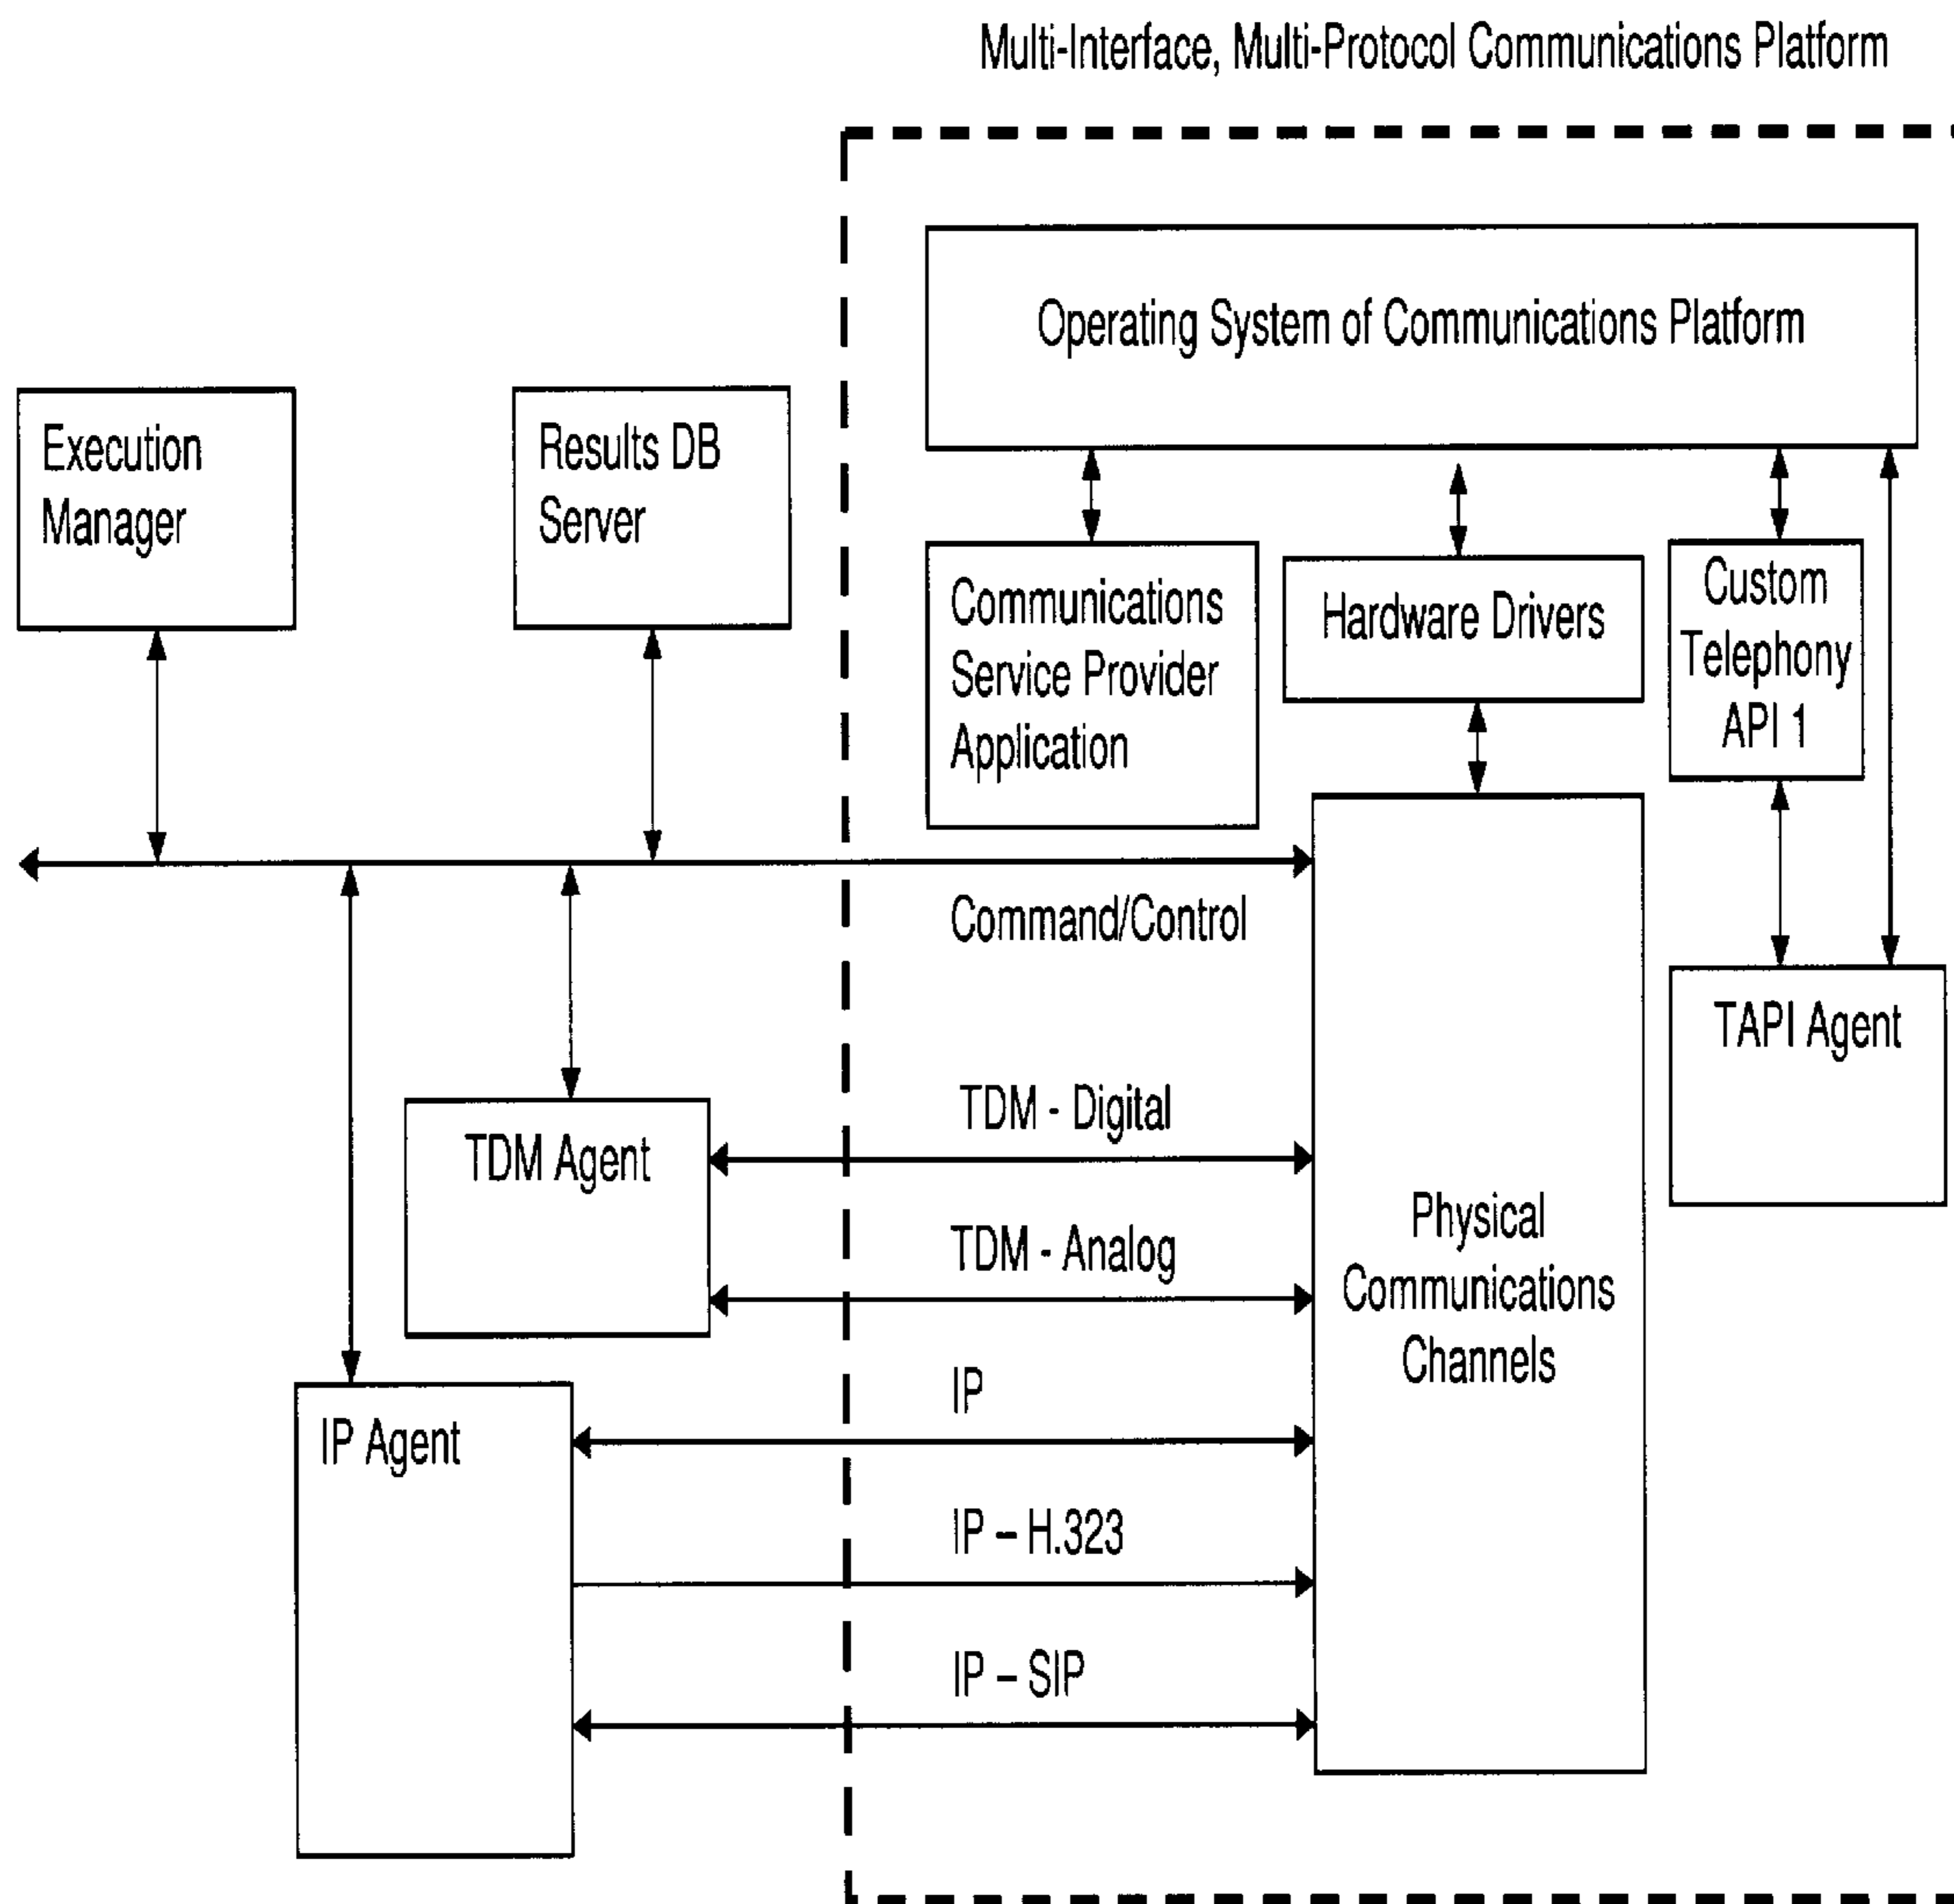 Multi-Interface, Multi-Protocol Communications Platform
Operating System of Communications Platform
Execution
Manager
Results DB
Server
Communications
Service Provider
Application
Hardware Drivers
Custom
Telephony
API 1
Command/Control
TAPI Agent
TDM Agent
TDM - Digital
TDM - Analog
Physical
Communications
Channels
IP Agent
IP
IP – H.323
IP – SIP